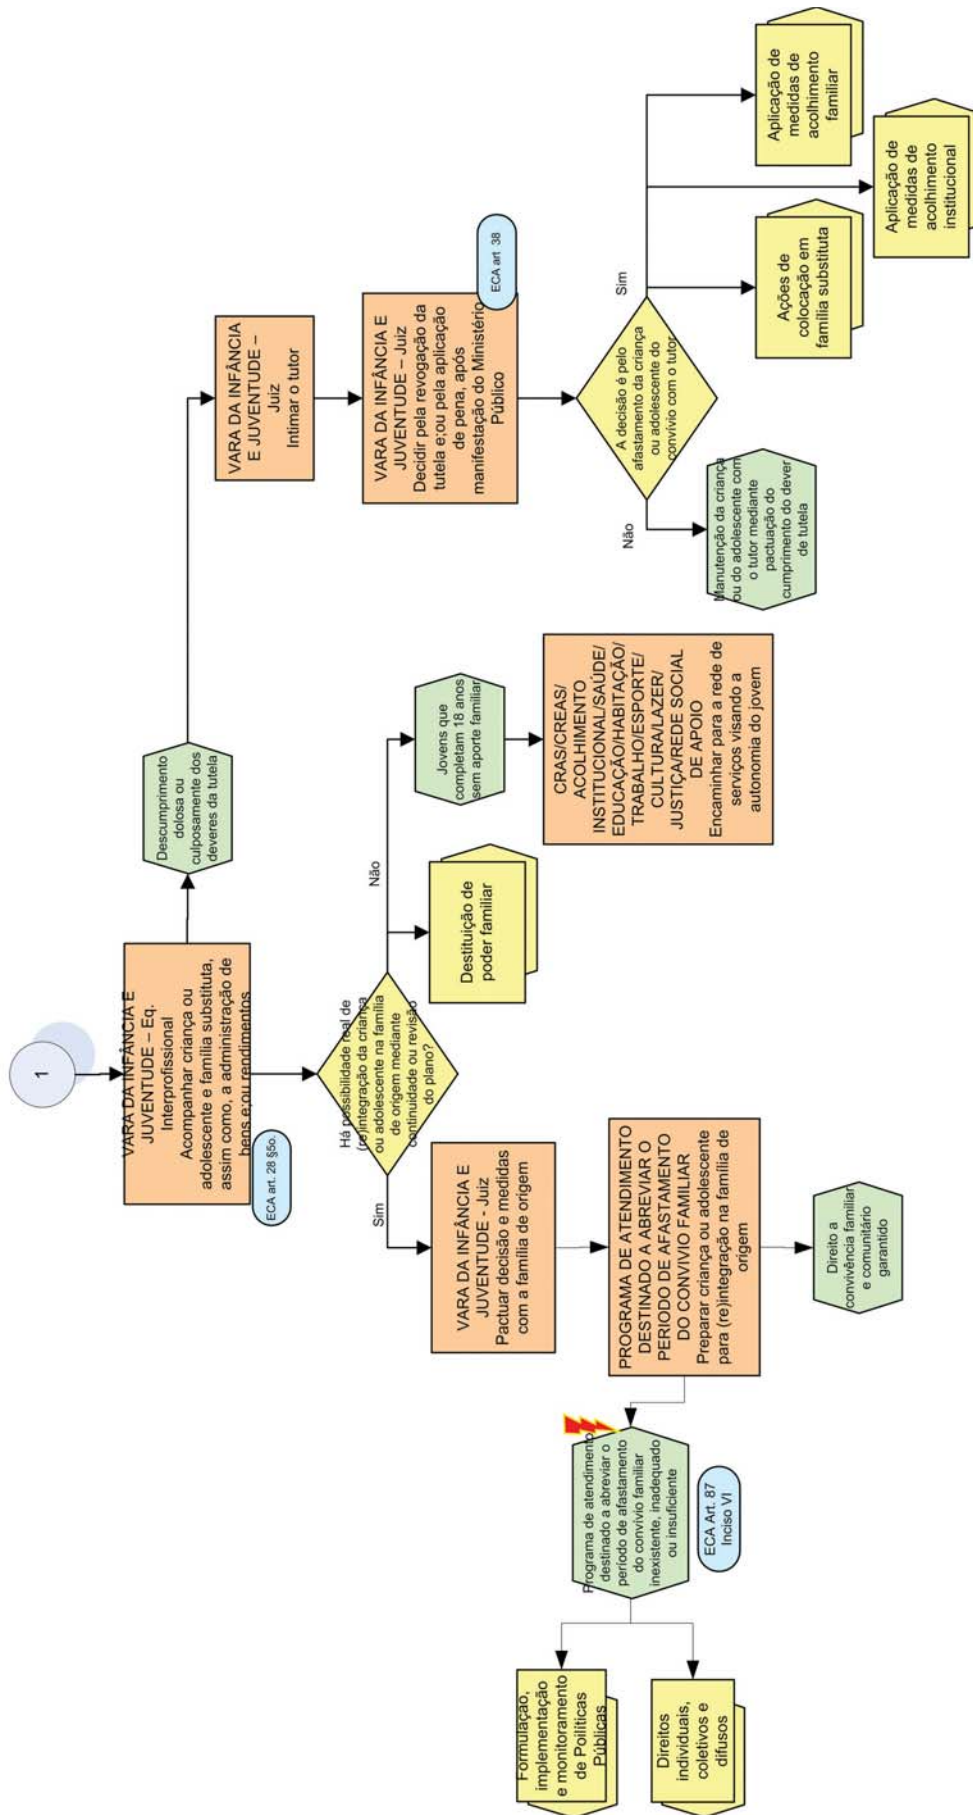 1
VARA DA INFÂNCIA E
JUVENTUDE – Eq.
Interprofissional
Acompanhar criança ou
adolescente e família substituta,
assim como, a administração de
bens e;ou rendimentos
ECA art. 28 §5o.
Descumprimento
dolosa ou
culposamente dos
deveres da tutela
VARA DA INFÂNCIA
E JUVENTUDE –
Juiz
Intimar o tutor
VARA DA INFÂNCIA E
JUVENTUDE – Juiz
Decidir pela revogação da
tutela e;ou pela aplicação
de pena, após
manifestação do Ministério
Público
ECA art 38
A decisão é pelo
afastamento da criança
ou adolescente do
convívio com o tutor
Sim
Não
Aplicação de
medidas de
acolhimento
familiar
Aplicação de
medidas de
acolhimento
institucional
Ações de
colocação em
família substituta
Manutenção da criança
ou do adolescente com
o tutor mediante
pactuação do
cumprimento do dever
de tutela
Há possibilidade real de
(re)integração da criança
ou adolescente na família
de origem mediante
continuidade ou revisão
do plano?
Não
Sim
Jovens que
completam 18 anos
sem aporte familiar
CRAS/CREAS/
ACOLHIMENTO
INSTITUCIONAL/SAÚDE/
EDUCAÇÃO/HABITAÇÃO/
TRABALHO/ESPORTE/
CULTURA/LAZER/
JUSTIÇA/REDE SOCIAL
DE APOIO
Encaminhar para a rede de
serviços visando a
autonomia do jovem
Destituição de
poder familiar
VARA DA INFÂNCIA E
JUVENTUDE - Juiz
Pactuar decisão e medidas
com a família de origem
PROGRAMA DE ATENDIMENTO
DESTINADO A ABREVIAR O
PERIODO DE AFASTAMENTO
DO CONVIVIO FAMILIAR
Preparar criança ou adolescente
para (re)integração na família de
origem
Direito a
convivência familiar
e comunitário
garantido
Programa de atendimento
destinado a abreviar o
período de afastamento
do convívio familiar
inexistente, inadequado
ou insuficiente
ECA Art. 87
Inciso VI
Formulação,
implementação
e monitoramento
de Poilíticas
Públicas
Direitos
individuais,
coletivos e
difusos